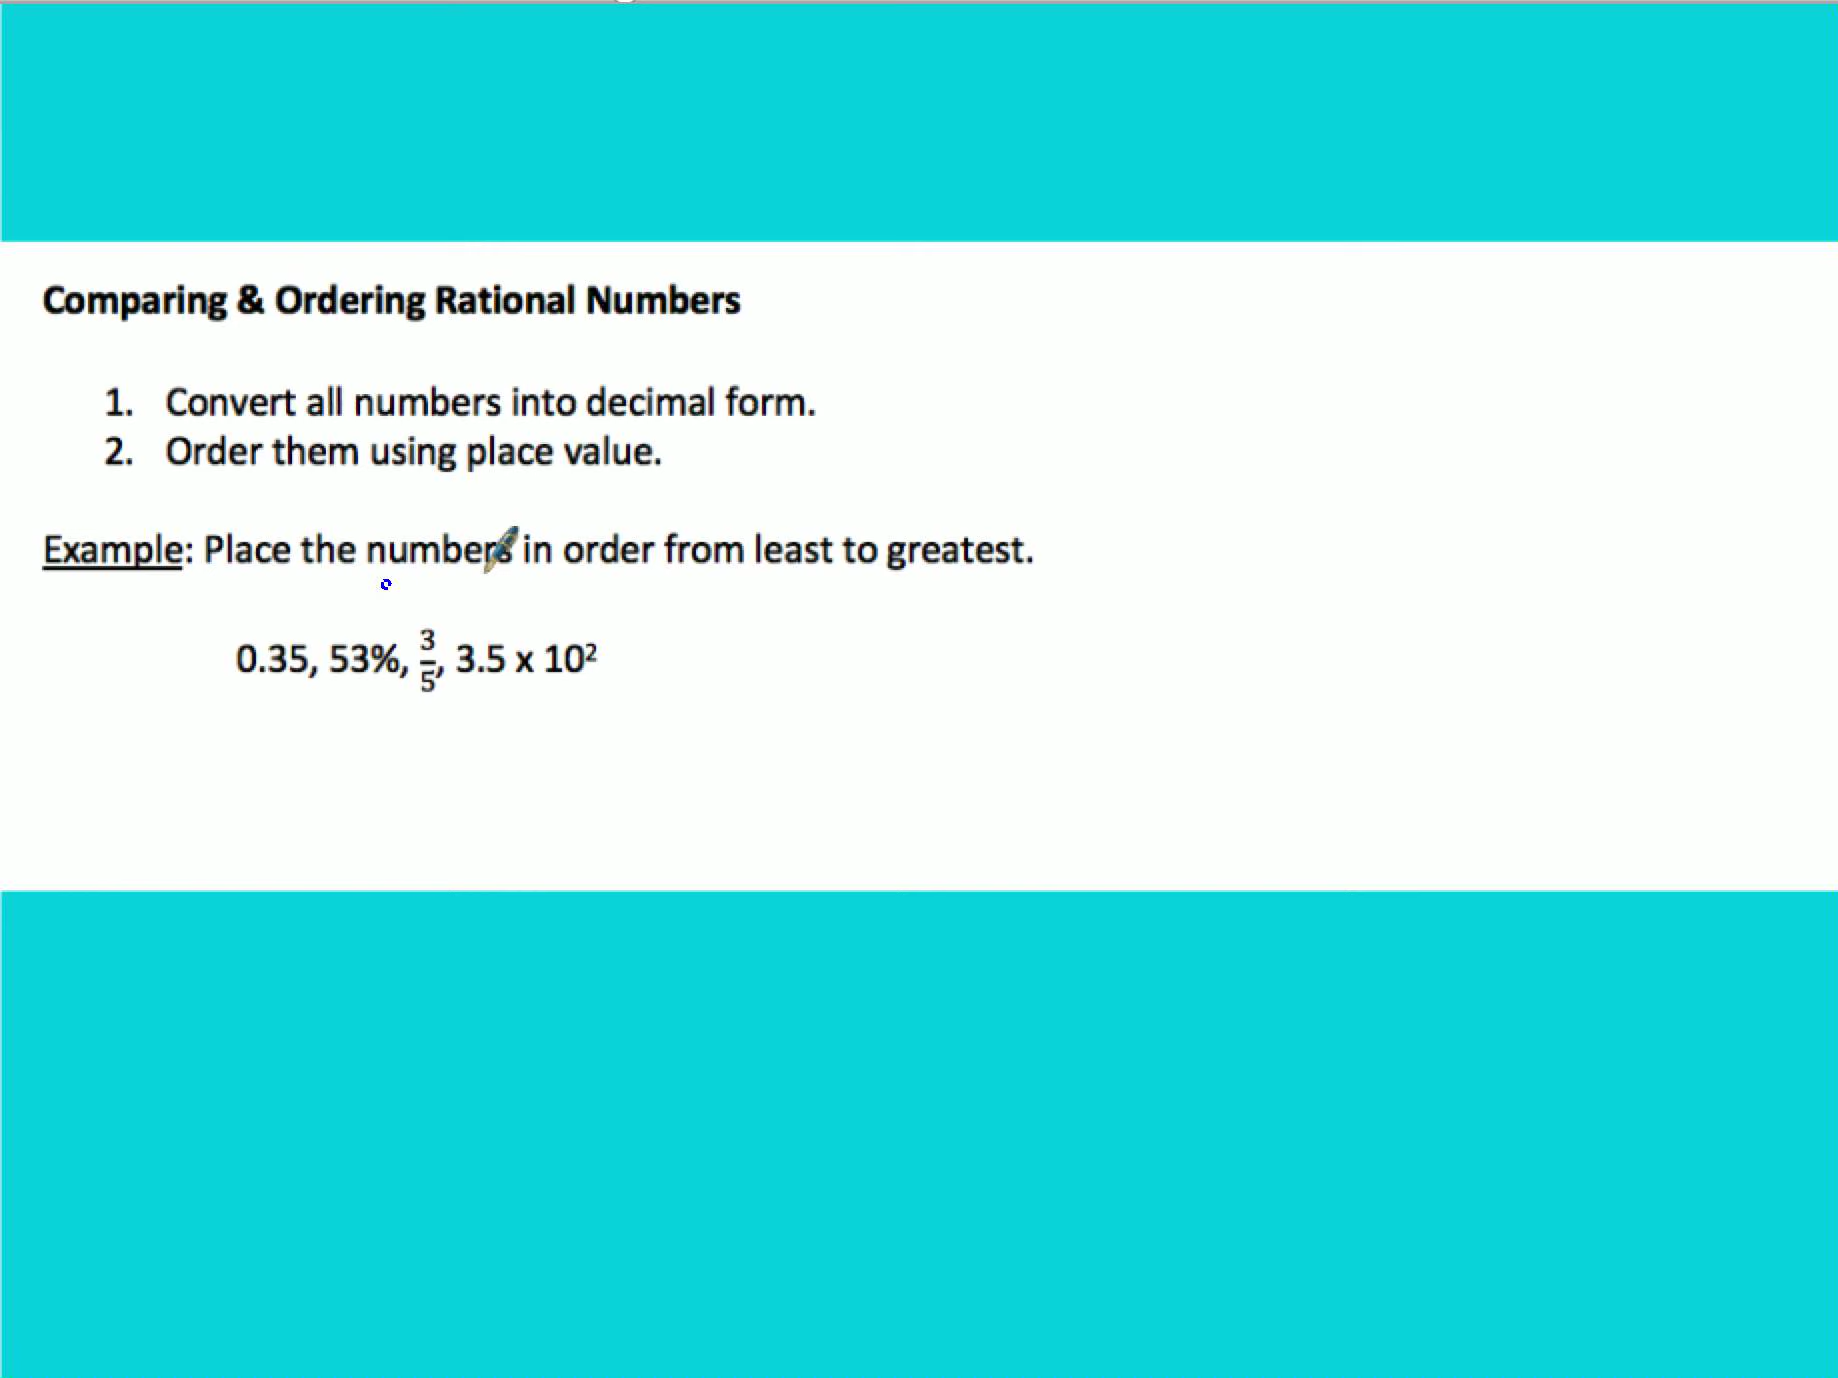 Comparing & Ordering Rational Numbers
1. Convert all numbers into decimal form.
2. Order them using place value.
Example: Place the numbers in order from least to greatest.
0.35, 53%, 3/5, 3.5 x 10²